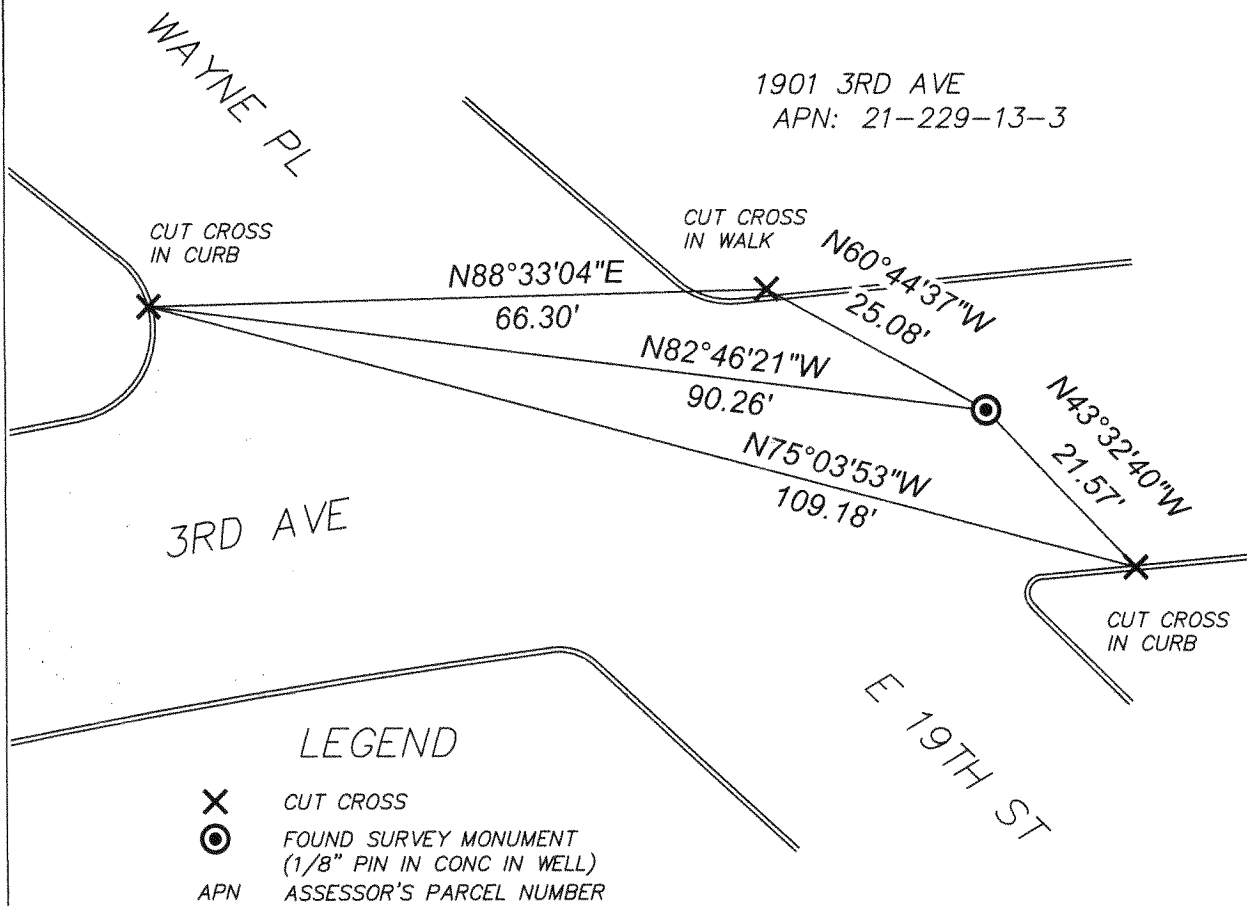 WAYNE PL
1901 3RD AVE
APN: 21-229-13-3
CUT CROSS
IN CURB
CUT CROSS
IN WALK
N60°44'37"W
25.08'
N88°33'04"E
66.30'
N82°46'21"W
90.26'
N43°32'40"W
21.57'
N75°03'53"W
109.18'
3RD AVE
CUT CROSS
IN CURB
E 19TH ST
LEGEND
CUT CROSS
FOUND SURVEY MONUMENT
(1/8" PIN IN CONC IN WELL)
APN ASSESSOR'S PARCEL NUMBER